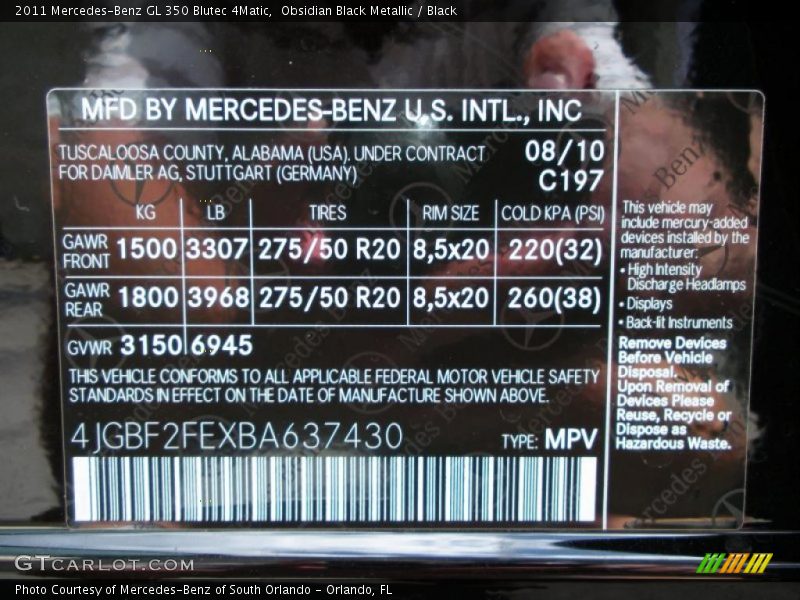 2011 Mercedes-Benz GL 350 Blutec 4Matic,  Obsidian Black Metallic / Black
MFD BY MERCEDES-BENZ U.S. INTL., INC
TUSCALOOSA COUNTY, ALABAMA (USA). UNDER CONTRACT
FOR DAIMLER AG, STUTTGART (GERMANY)
08/10
C197
KG LB TIRES RIM SIZE COLD KPA (PSI)
GAWR
FRONT 1500 3307 275/50 R20 8,5x20 220(32)
GAWR
REAR 1800 3968 275/50 R20 8,5x20 260(38)
GVWR 3150 6945
THIS VEHICLE CONFORMS TO ALL APPLICABLE FEDERAL MOTOR VEHICLE SAFETY
STANDARDS IN EFFECT ON THE DATE OF MANUFACTURE SHOWN ABOVE.
4JGBF2FEXBA637430 TYPE: MPV
This vehicle may
include mercury-added
devices installed by the
manufacturer:
• High Intensity
Discharge Headlamps
• Displays
• Back-lit Instruments
Remove Devices
Before Vehicle
Disposal.
Upon Removal of
Devices Please
Reuse, Recycle or
Dispose as
Hazardous Waste.
GTCARLOT.COM
Photo Courtesy of Mercedes-Benz of South Orlando - Orlando, FL